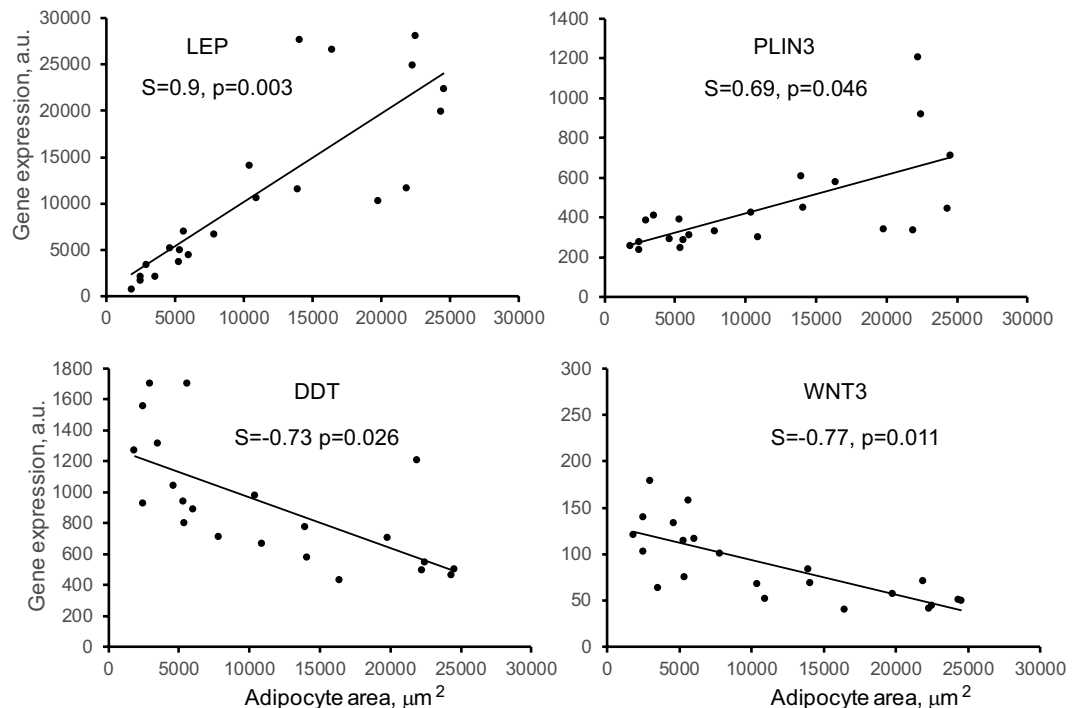 LEP
S=0.9, p=0.003
Gene expression, a.u.
30000
25000
20000
15000
10000
5000
0
0 5000 10000 15000 20000 25000 30000
PLIN3
S=0.69, p=0.046
1400
1200
1000
800
600
400
200
0
0 5000 10000 15000 20000 25000 30000
DDT
S=-0.73 p=0.026
Gene expression, a.u.
1800
1600
1400
1200
1000
800
600
400
200
0
0 5000 10000 15000 20000 25000 30000
Adipocyte area, μm²
WNT3
S=-0.77, p=0.011
300
250
200
150
100
50
0
0 5000 10000 15000 20000 25000 30000
Adipocyte area, μm²